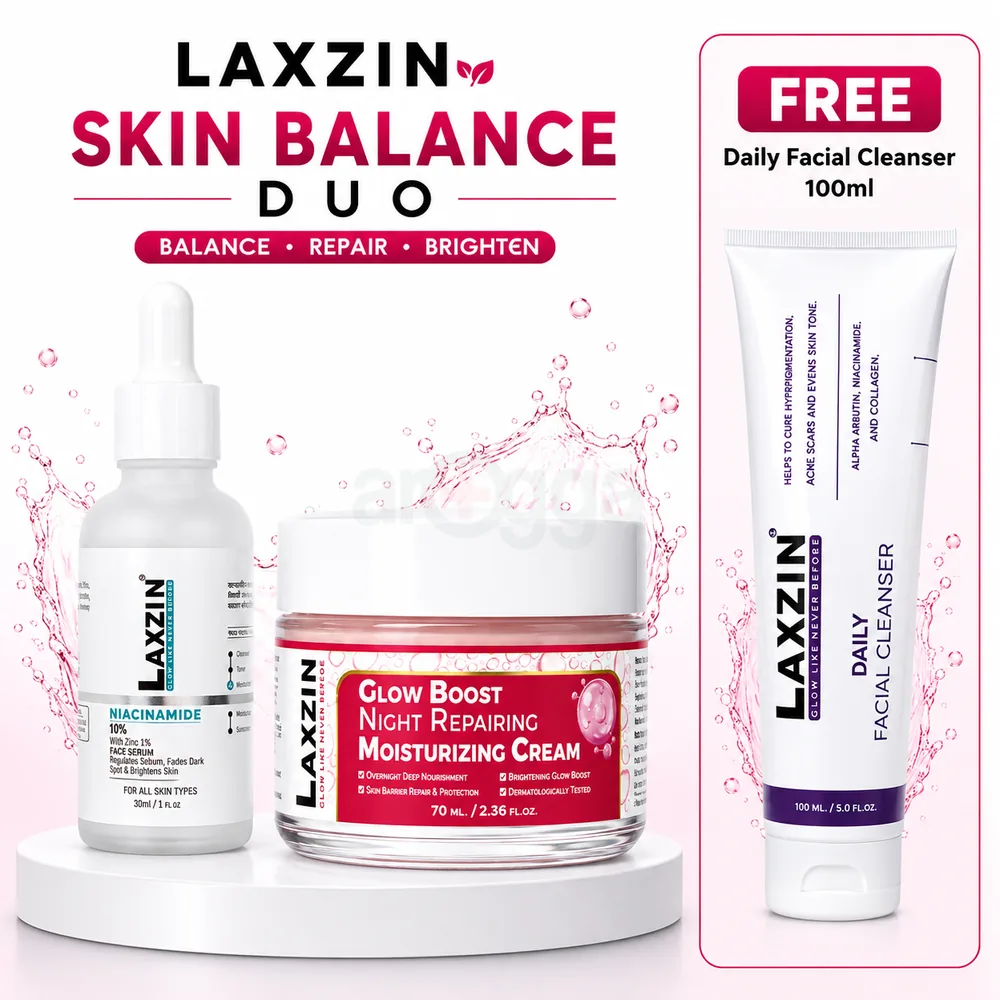 LAXZIN
SKIN BALANCE
DUO
BALANCE • REPAIR • BRIGHTEN
FREE
Daily Facial Cleanser
100ml
LAXZIN
GLOW LIKE NEVER BEFORE
NIACINAMIDE
10%
With Zinc 1%
FACE SERUM
Regulates Sebum, Fades Dark
Spot & Brightens Skin
FOR ALL SKIN TYPES
30ml / 1 FL OZ
LAXZIN
GLOW LIKE NEVER BEFOE
GLOW BOOST
NIGHT REPAIRING
MOISTURIZING CREAM
OVERNIGHT DEEP NOURISHMENT
BRIGHTENING GLOW BOOST
SKIN BARRIER REPAIR & PROTECTION
DERMATOLOGICALLY TESTED
70 ML. / 2.36 FL.OZ.
HELPS TO CURE HYPRPIGMENTATION,
ACNE SCARS AND EVENS SKIN TONE.
ALPHA ARBUTIN, NIACINAMIDE,
AND COLLAGEN,
LAXZIN®
GLOW LIKE NEVER BEFORE
DAILY
FACIAL CLEANSER
100 ML. / 5.0 FL.OZ.
arogga